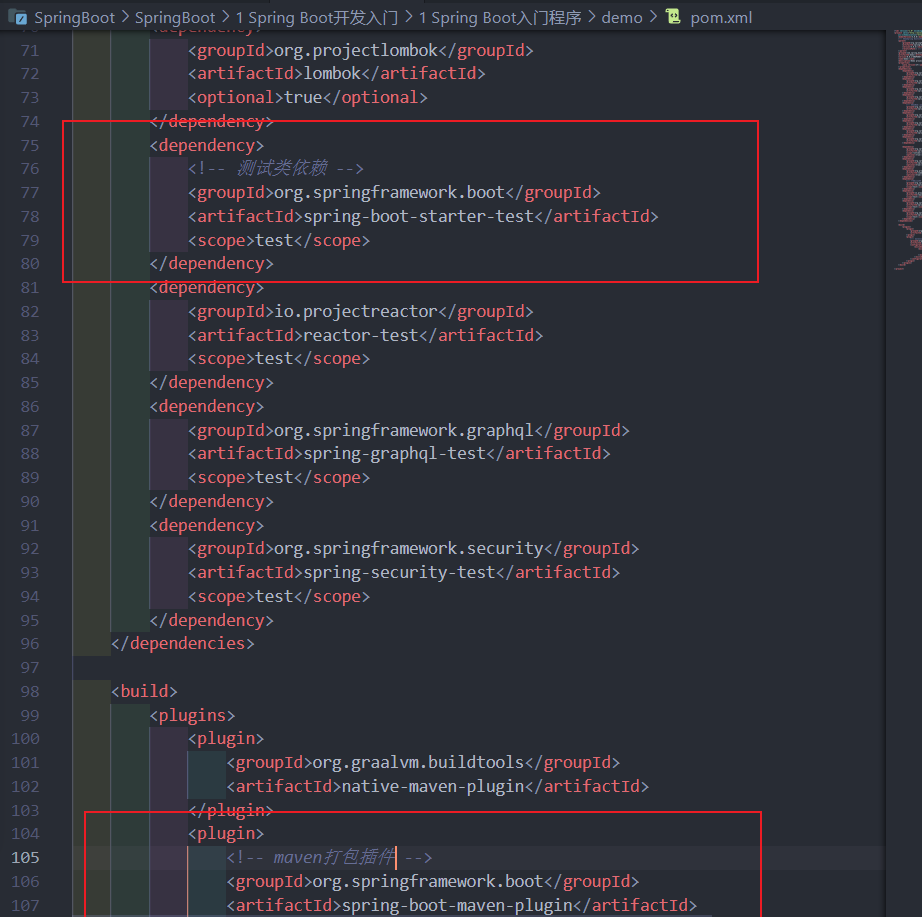 SpringBoot > SpringBoot > 1 Spring Boot开发入门 > 1 Spring Boot入门程序 > demo > pom.xml
71 <groupId>org.projectlombok</groupId>
72 <artifactId>lombok</artifactId>
73 <optional>true</optional>
74 </dependency>
75 <dependency>
76 <!-- 测试类依赖 -->
77 <groupId>org.springframework.boot</groupId>
78 <artifactId>spring-boot-starter-test</artifactId>
79 <scope>test</scope>
80 </dependency>
81 <dependency>
82 <groupId>io.projectreactor</groupId>
83 <artifactId>reactor-test</artifactId>
84 <scope>test</scope>
85 </dependency>
86 <dependency>
87 <groupId>org.springframework.graphql</groupId>
88 <artifactId>spring-graphql-test</artifactId>
89 <scope>test</scope>
90 </dependency>
91 <dependency>
92 <groupId>org.springframework.security</groupId>
93 <artifactId>spring-security-test</artifactId>
94 <scope>test</scope>
95 </dependency>
96 </dependencies>
97
98 <build>
99 <plugins>
100 <plugin>
101 <groupId>org.graalvm.buildtools</groupId>
102 <artifactId>native-maven-plugin</artifactId>
103 </plugin>
104 <plugin>
105 <!-- maven打包插件 -->
106 <groupId>org.springframework.boot</groupId>
107 <artifactId>spring-boot-maven-plugin</artifactId>